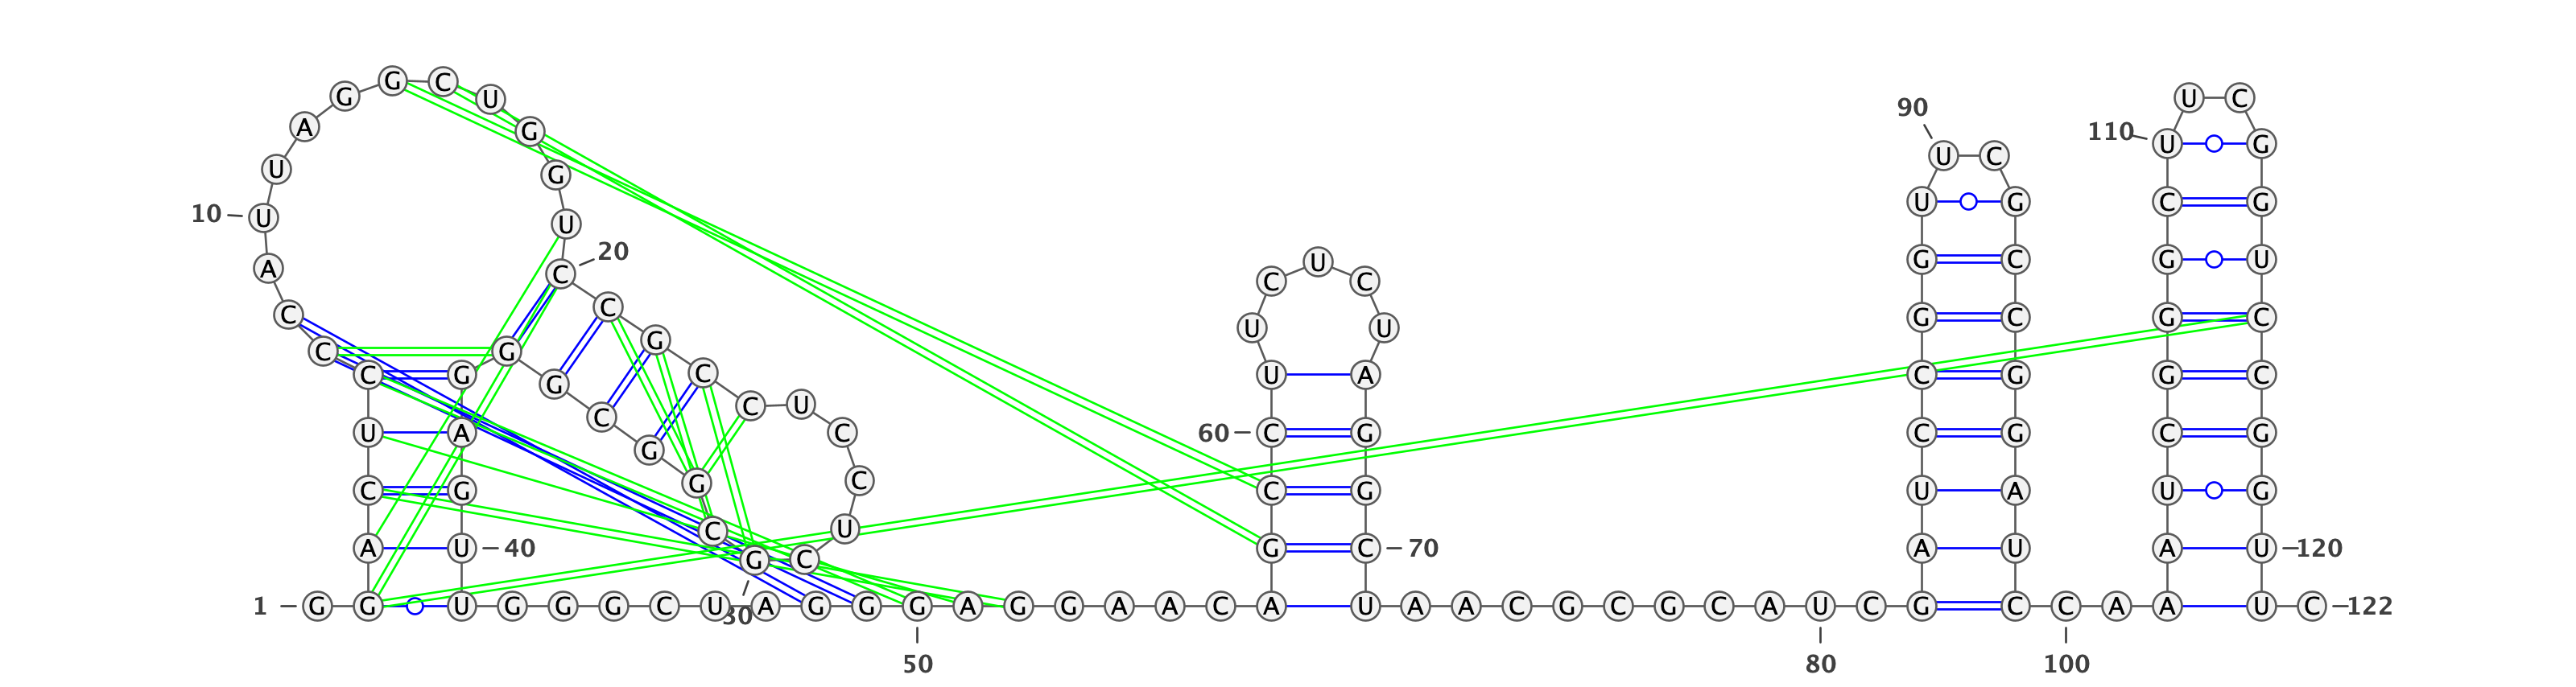 1
G G A C U C C C A
10
U U A G G C U G G U
20
C C G C C U C C U C
30
G C G G C G G G A G
40
U U G G G C U A G G
50
G A G G A A C A G C
60
C U U C U C U A G G
70
C U A A C G C G C A
80
U C G A U C C G G U
90
U C G C C G G A U C
100
C A A A U C G G G C
110
U U C G G U C C G G
120
U U C
122